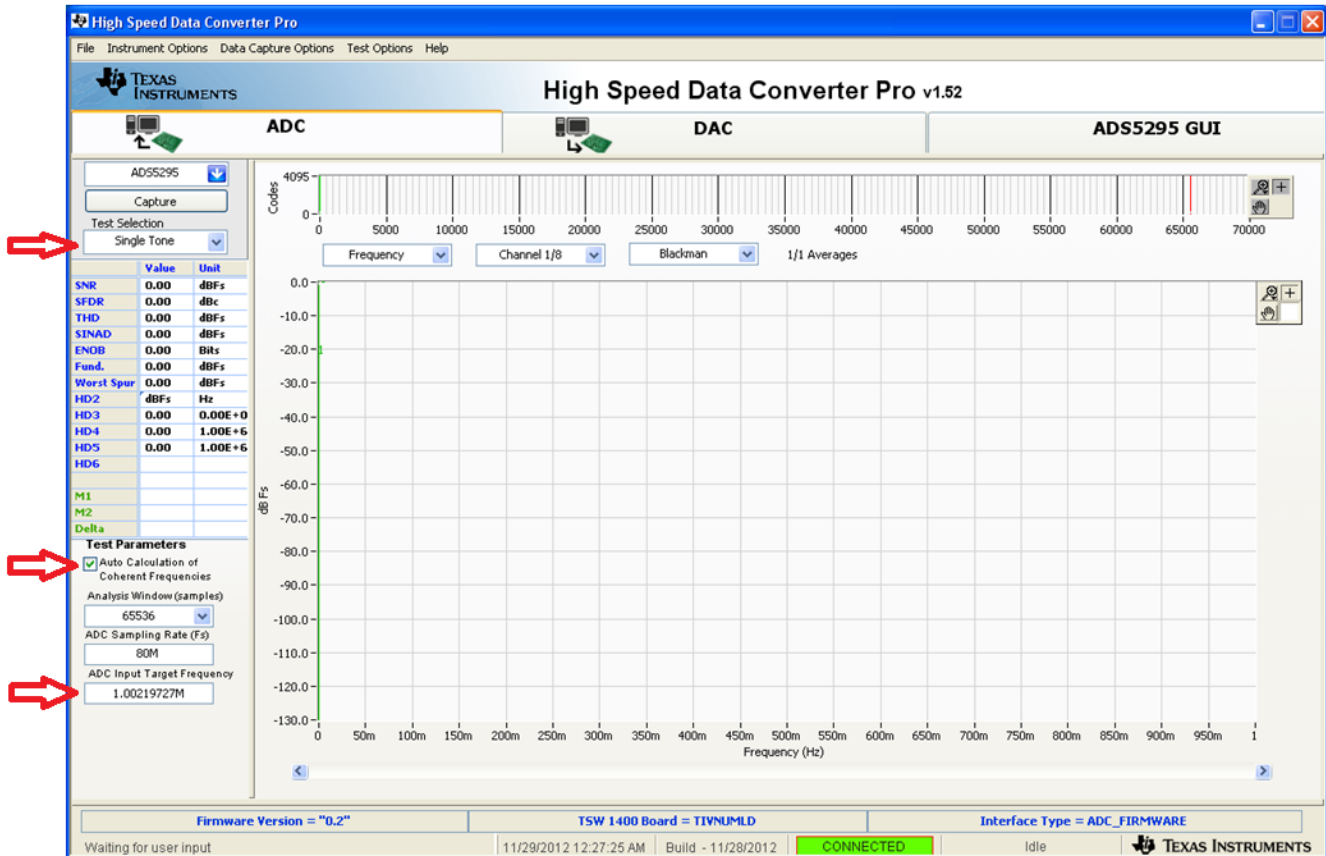 High Speed Data Converter Pro
File Instrument Options Data Capture Options Test Options Help
TEXAS INSTRUMENTS
High Speed Data Converter Pro v1.52
ADC
DAC
ADS5295 GUI
ADS5295
Capture
Test Selection
Single Tone
Value Unit
SNR 0.00 dBFs
SFDR 0.00 dBc
THD 0.00 dBFs
SINAD 0.00 dBFs
ENOB 0.00 Bits
Fund. 0.00 dBFs
Worst Spur 0.00 dBFs
HD2 dBFs Hz
HD3 0.00 0.00E+0
HD4 0.00 1.00E+6
HD5 0.00 1.00E+6
HD6
M1
M2
Delta
Test Parameters
Auto Calculation of
Coherent Frequencies
Analysis Window (samples)
65536
ADC Sampling Rate (Fs)
80M
ADC Input Target Frequency
1.00219727M
Codes
4095
0
0 5000 10000 15000 20000 25000 30000 35000 40000 45000 50000 55000 60000 65000 70000
Frequency
Channel 1/8
Blackman
1/1 Averages
0.0
-10.0
-20.0
1
-30.0
-40.0
-50.0
-60.0
-70.0
-80.0
-90.0
-100.0
-110.0
-120.0
-130.0
dB Fs
0 50m 100m 150m 200m 250m 300m 350m 400m 450m 500m 550m 600m 650m 700m 750m 800m 850m 900m 950m 1
Frequency (Hz)
Firmware Version = "0.2"
TSW 1400 Board = TIVNUMLD
Interface Type = ADC_FIRMWARE
Waiting for user input
11/29/2012 12:27:25 AM
Build - 11/28/2012
CONNECTED
Idle
TEXAS INSTRUMENTS